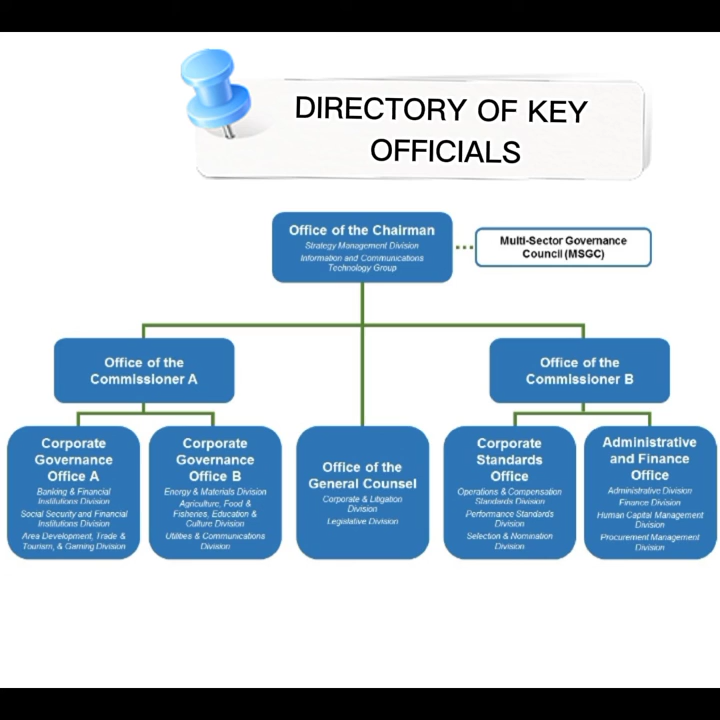 DIRECTORY OF KEY
OFFICIALS
Office of the Chairman
Strategy Management Division
Information and Communications
Technology Group
Multi-Sector Governance
Council (MSGC)
Office of the
Commissioner A
Office of the
Commissioner B
Corporate
Governance
Office A
Banking & Financial
Institutions Division
Social Security and Financial
Institutions Division
Area Development, Trade &
Tourism, & Gaming Division
Corporate
Governance
Office B
Energy & Materials Division
Agriculture, Food &
Fisheries, Education &
Culture Division
Utilities & Communications
Division
Office of the
General Counsel
Corporate & Litigation
Division
Legislative Division
Corporate
Standards
Office
Operations & Compensation
Standards Division
Performance Standards
Division
Selection & Nomination
Division
Administrative
and Finance
Office
Administrative Division
Finance Division
Human Capital Management
Division
Procurement Management
Division